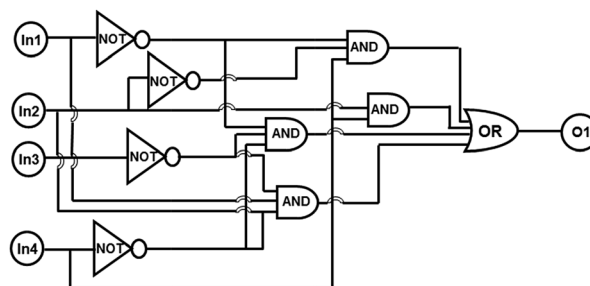 In1
NOT
AND
NOT
In2
AND
AND
OR
O1
In3
NOT
AND
In4
NOT